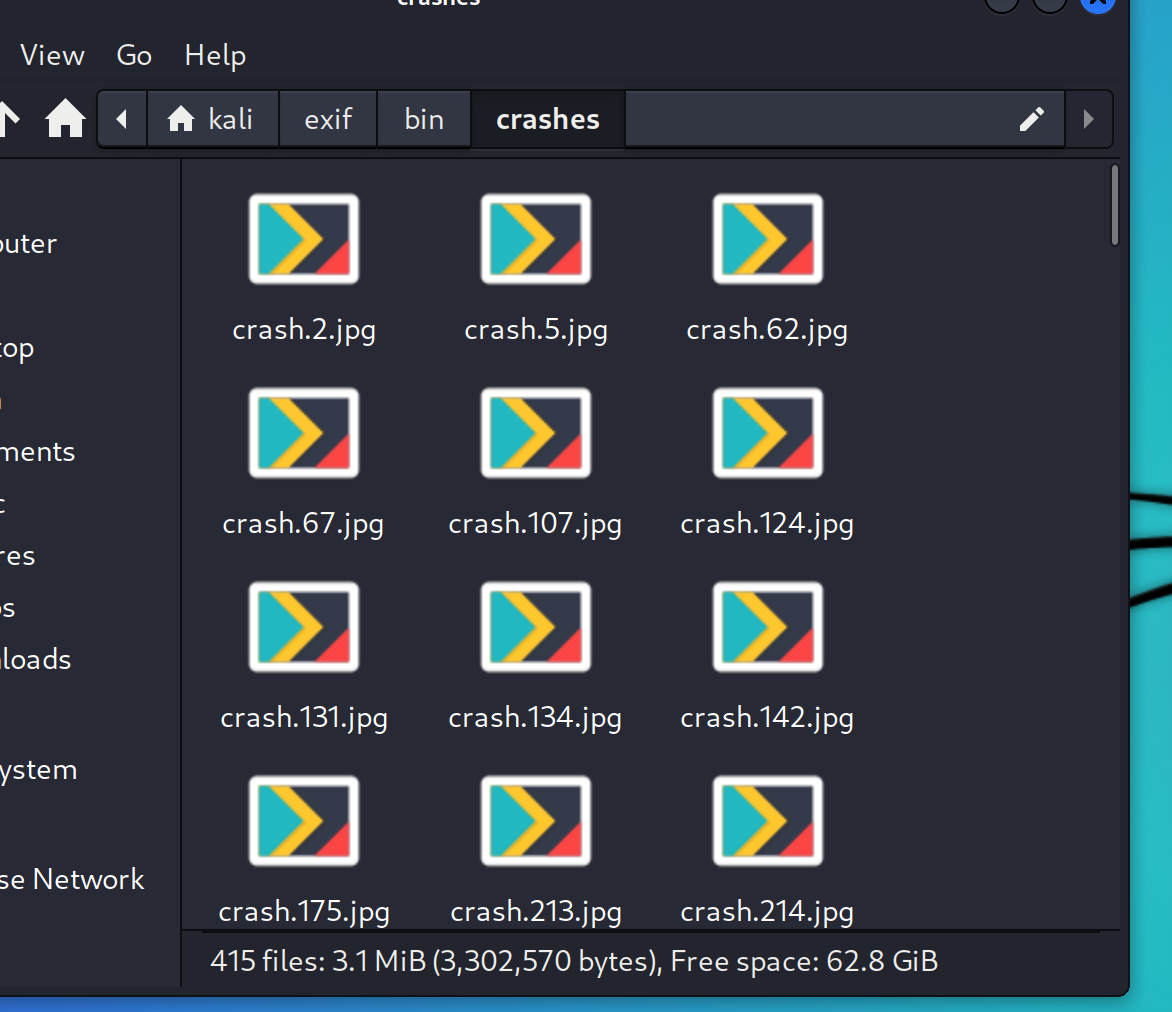 crashes
View Go Help
kali exif bin crashes
crash.2.jpg crash.5.jpg crash.62.jpg
crash.67.jpg crash.107.jpg crash.124.jpg
crash.131.jpg crash.134.jpg crash.142.jpg
crash.175.jpg crash.213.jpg crash.214.jpg
uter
top
ments
res
loads
ystem
se Network
415 files: 3.1 MiB (3,302,570 bytes), Free space: 62.8 GiB